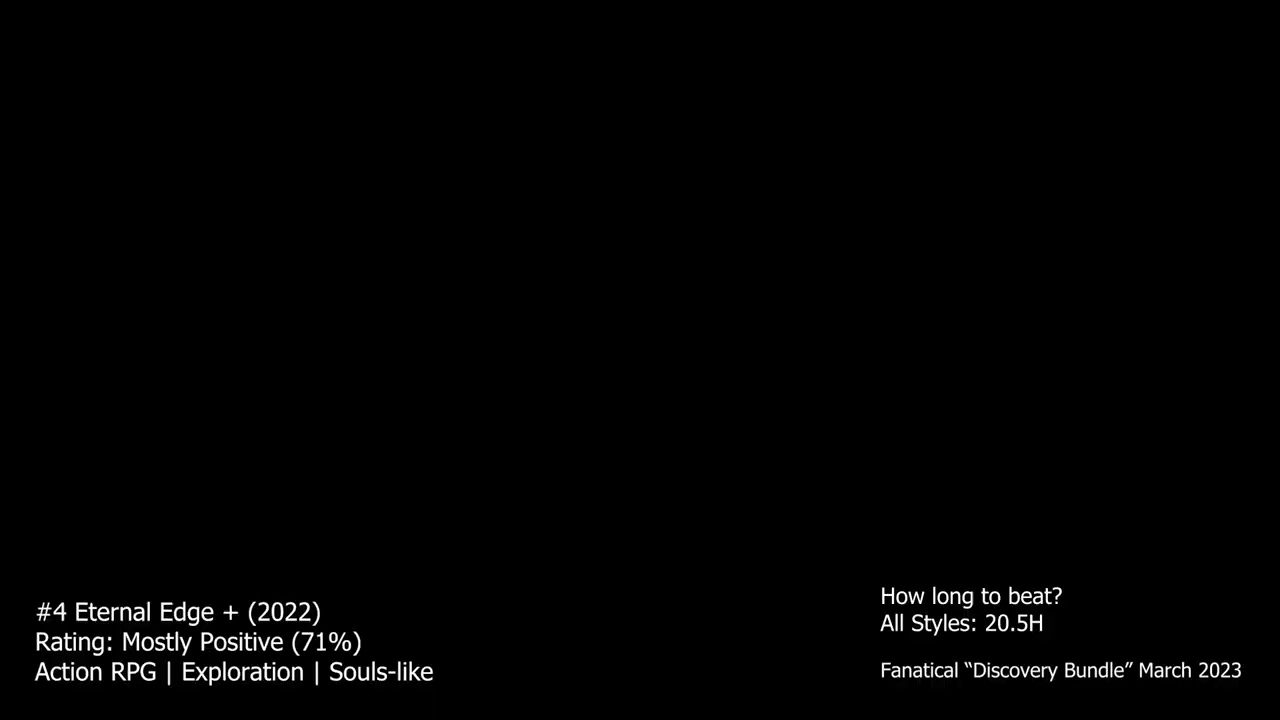 #4 Eternal Edge + (2022)
Rating: Mostly Positive (71%)
Action RPG | Exploration | Souls-like
How long to beat?
All Styles: 20.5H
Fanatical “Discovery Bundle” March 2023